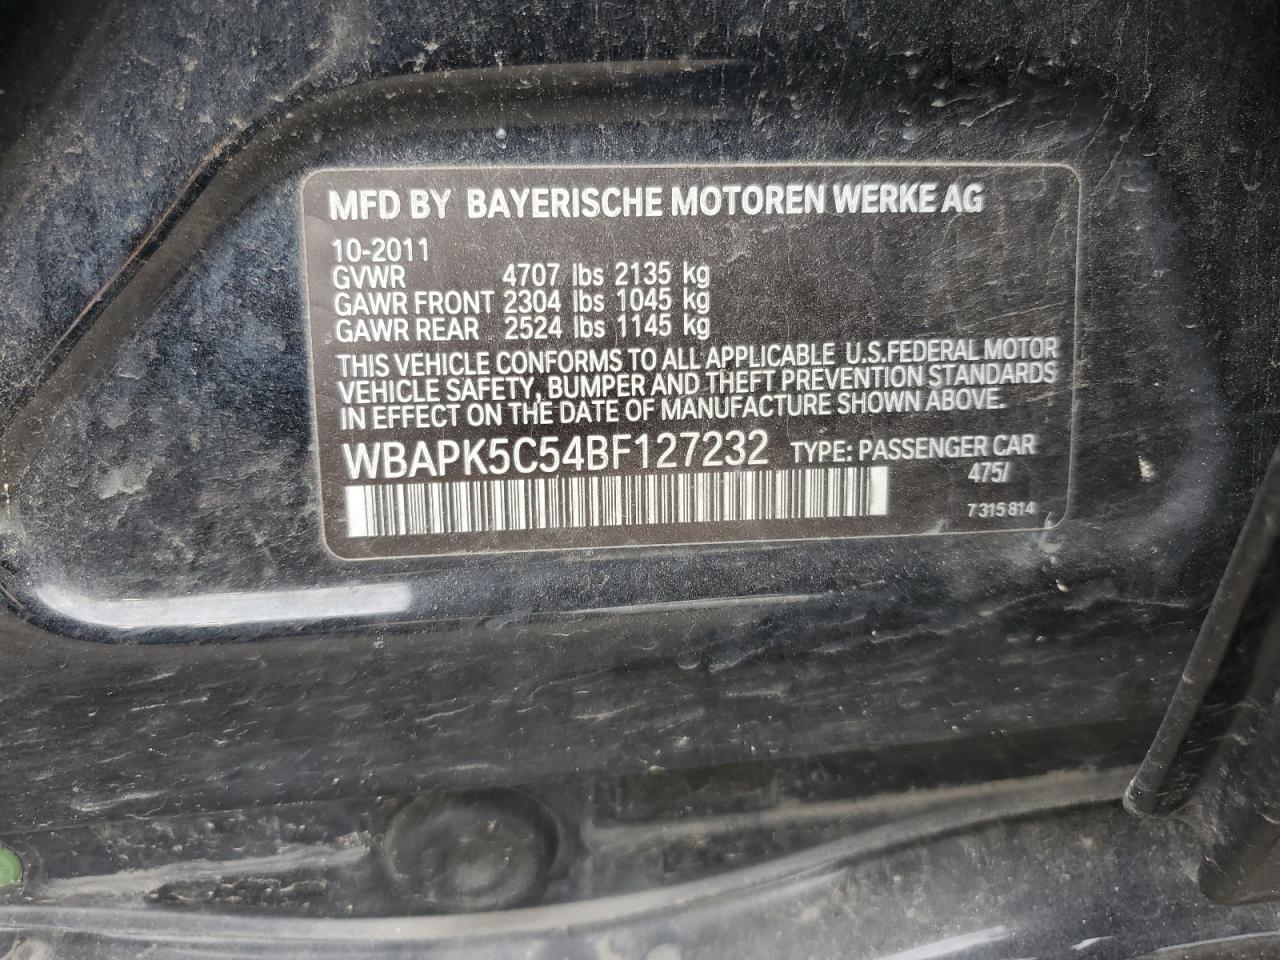 MFD BY BAYERISCHE MOTOREN WERKE AG
10-2011
GVWR 4707 lbs 2135 kg
GAWR FRONT 2304 lbs 1045 kg
GAWR REAR 2524 lbs 1145 kg
THIS VEHICLE CONFORMS TO ALL APPLICABLE U.S.FEDERAL MOTOR
VEHICLE SAFETY, BUMPER AND THEFT PREVENTION STANDARDS
IN EFFECT ON THE DATE OF MANUFACTURE SHOWN ABOVE.
WBAPK5C54BF127232 TYPE: PASSENGER CAR
475/
7 315 814